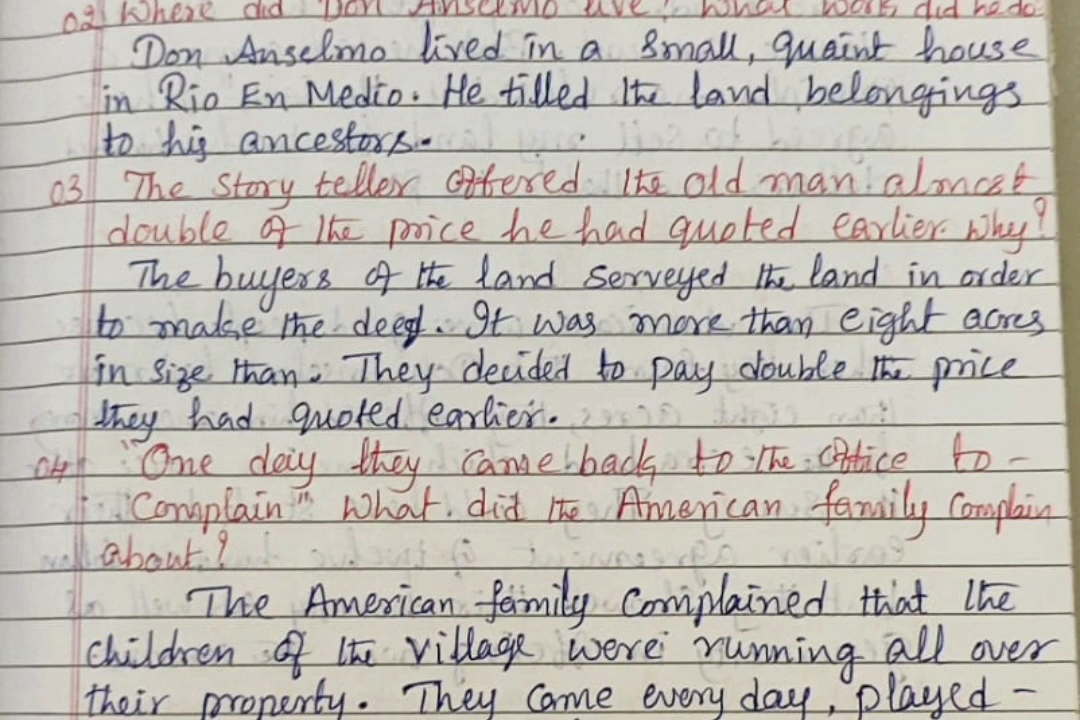 Q2 Where did Don Anselmo live? What work did he do
Don Anselmo lived in a small, quaint house
in Rio En Medio. He tilled the land belongings
to his ancestors.
03 The Story teller offered the old man almost
double of the price he had quoted earlier. Why?
The buyers of the land serveyed the land in order
to make the deed. It was more than eight acres
in size than. They decided to pay double the price
they had quoted earlier.
04 "One day they came back to the office to -
Complain" What did the American family Complain
about?
The American family Complained that the
children of the village were running all over
their property. They came every day, played -